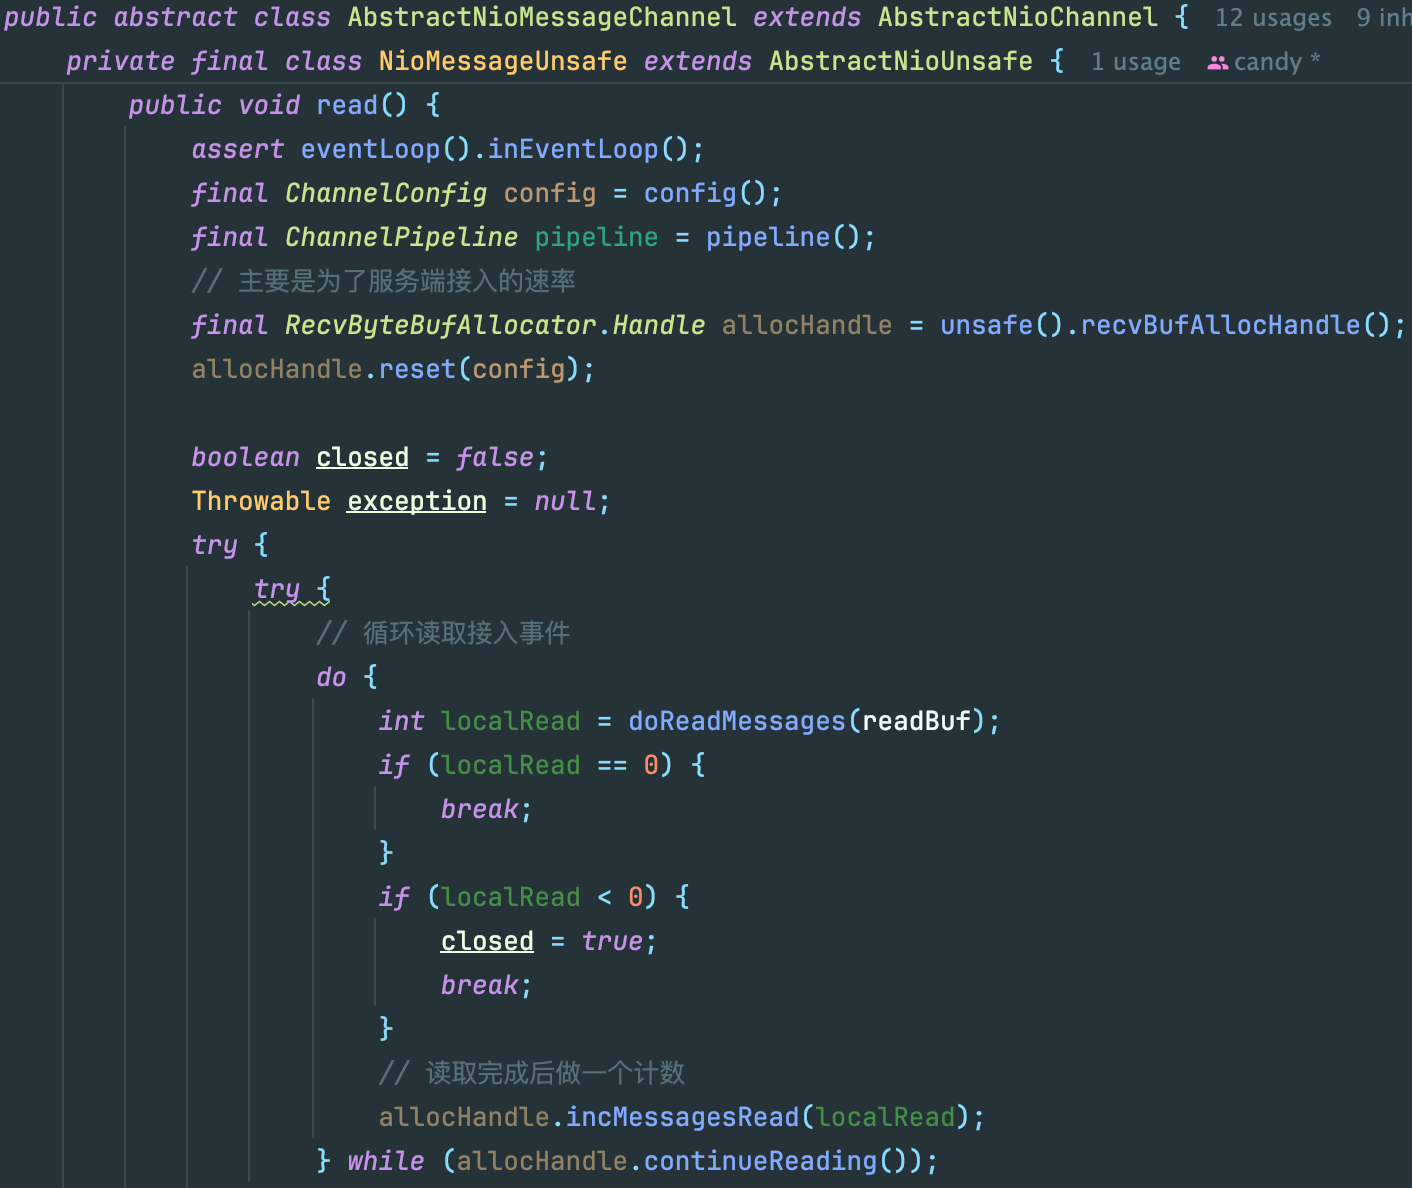 public abstract class AbstractNioMessageChannel extends AbstractNioChannel { 12 usages 9 inh
private final class NioMessageUnsafe extends AbstractNioUnsafe { 1 usage candy *
public void read() {
assert eventLoop().inEventLoop();
final ChannelConfig config = config();
final ChannelPipeline pipeline = pipeline();
// 主要是为了服务端接入的速率
final RecvByteBufAllocator.Handle allocHandle = unsafe().recvBufAllocHandle();
allocHandle.reset(config);
boolean closed = false;
Throwable exception = null;
try {
try {
// 循环读取接入事件
do {
int localRead = doReadMessages(readBuf);
if (localRead == 0) {
break;
}
if (localRead < 0) {
closed = true;
break;
}
// 读取完成后做一个计数
allocHandle.incMessagesRead(localRead);
} while (allocHandle.continueReading());